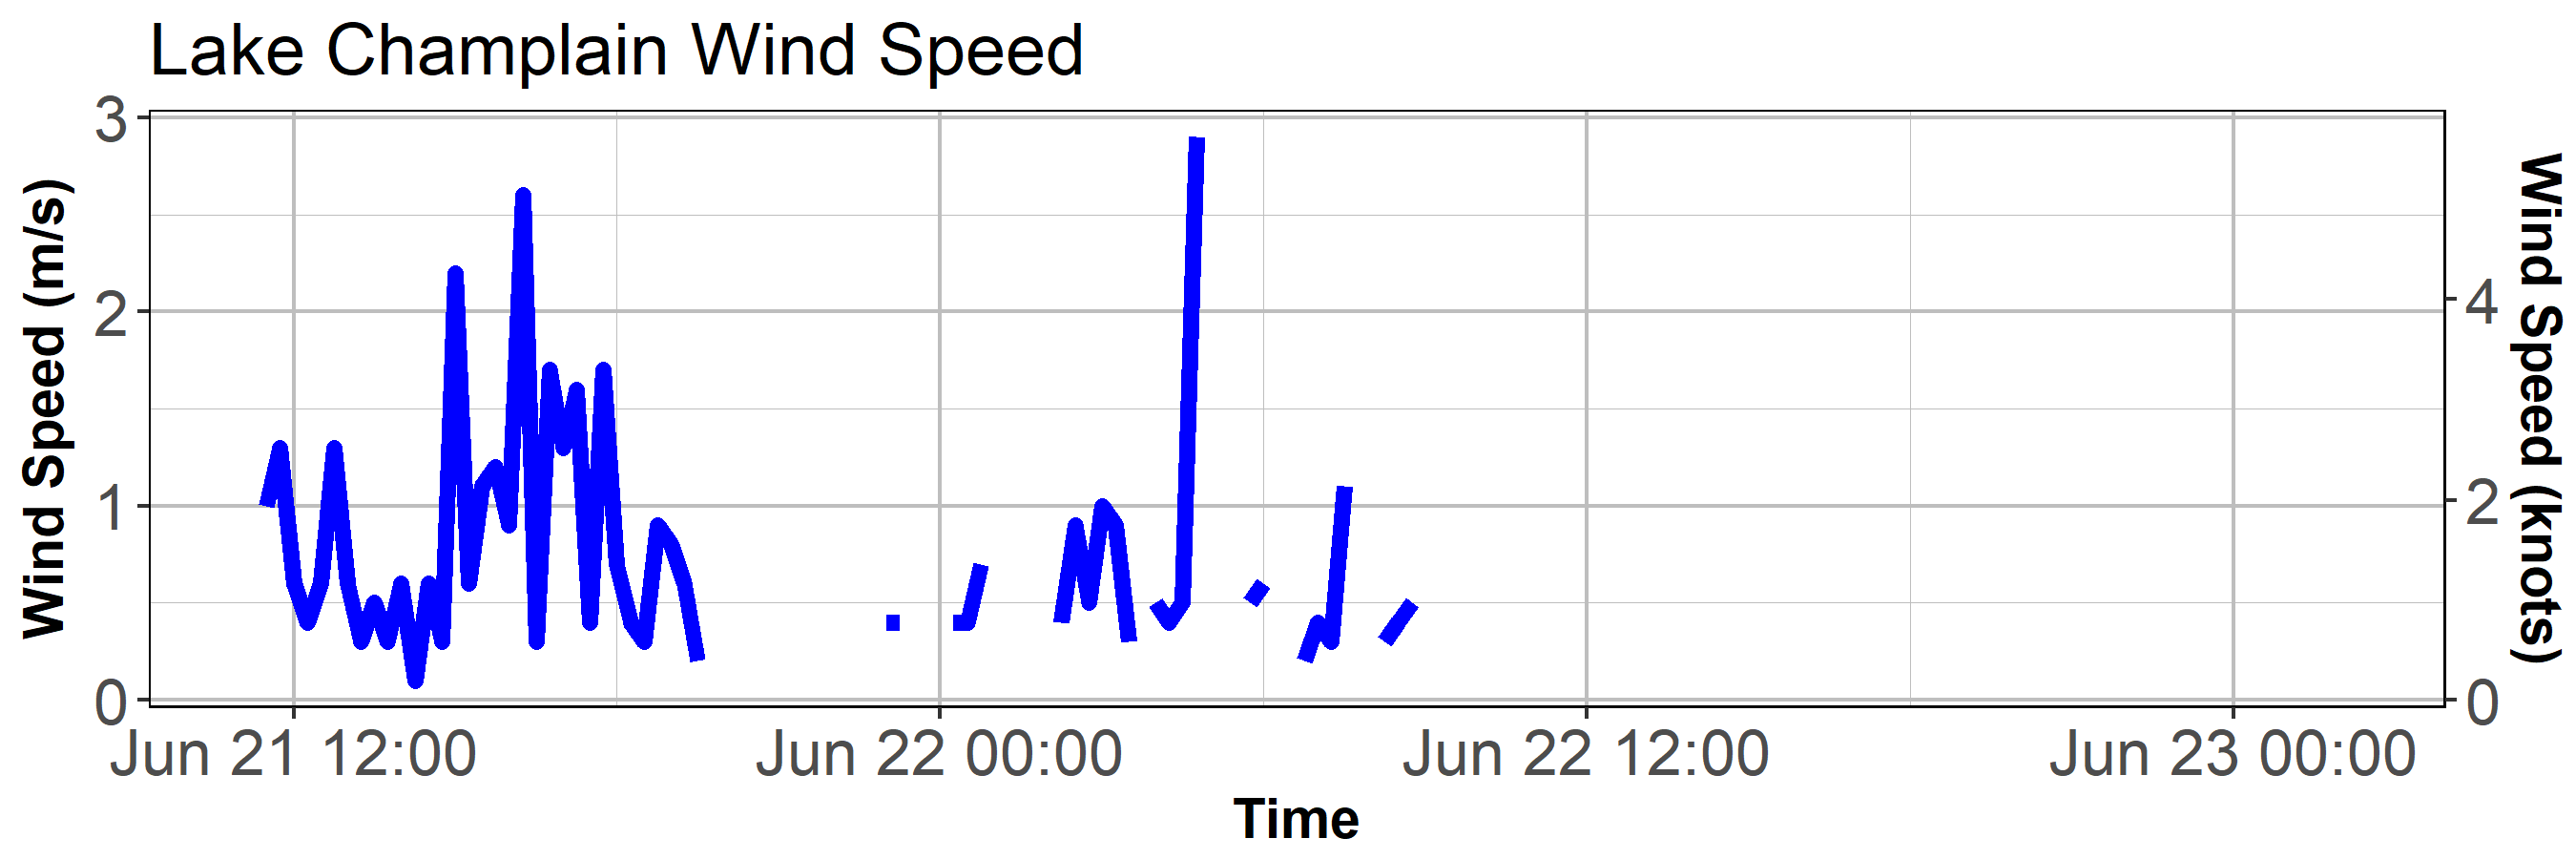 Lake Champlain Wind Speed
3
2
1
0
Wind Speed (m/s)
4
2
0
Wind Speed (knots)
Jun 21 12:00
Jun 22 00:00
Jun 22 12:00
Jun 23 00:00
Time